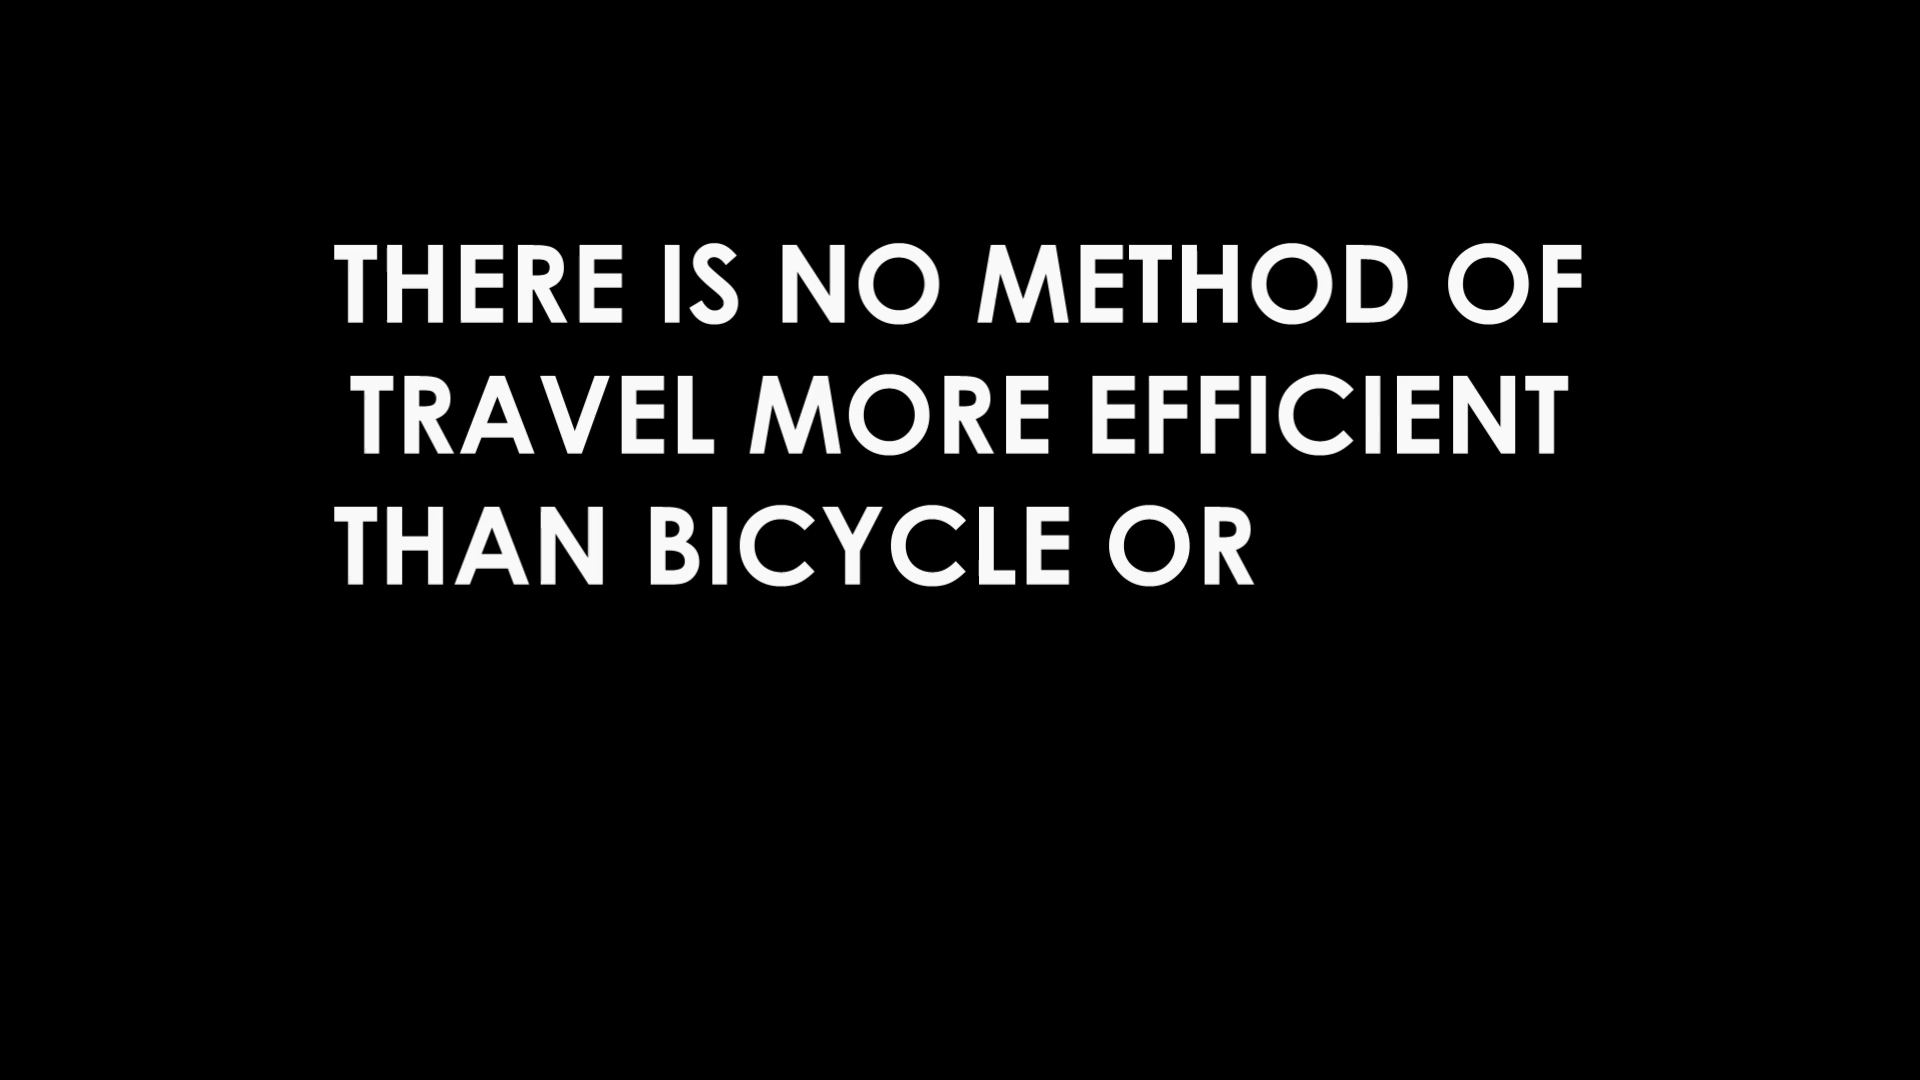 THERE IS NO METHOD OF
TRAVEL MORE EFFICIENT
THAN BICYCLE OR